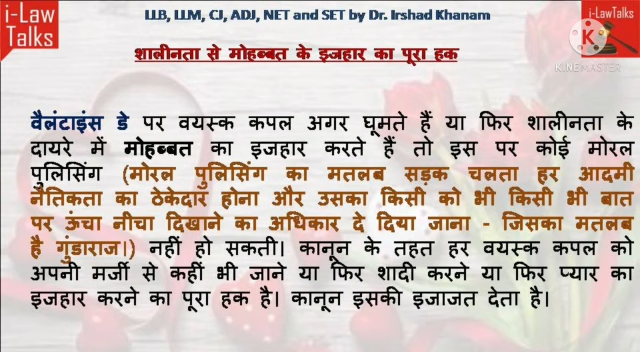 i-Law
Talks
LLB, LLM, CJ, ADJ, NET and SET by Dr. Irshad Khanam
i-LawTalks
K
KINEMASTER
शालीनता से मोहब्बत के इजहार का पूरा हक
वैलंटाइंस डे पर वयस्क कपल अगर घूमते हैं या फिर शालीनता के
दायरे में मोहब्बत का इजहार करते हैं तो इस पर कोई मोरल
पुलिसिंग (मोरल पुलिसिंग का मतलब सड़क चलता हर आदमी
नैतिकता का ठेकेदार होना और उसका किसी को भी किसी भी बात
पर ऊंचा नीचा दिखाने का अधिकार दे दिया जाना - जिसका मतलब
है गुंडाराज।) नहीं हो सकती। कानून के तहत हर वयस्क कपल को
अपनी मर्जी से कहीं भी जाने या फिर शादी करने या फिर प्यार का
इजहार करने का पूरा हक है। कानून इसकी इजाजत देता है।